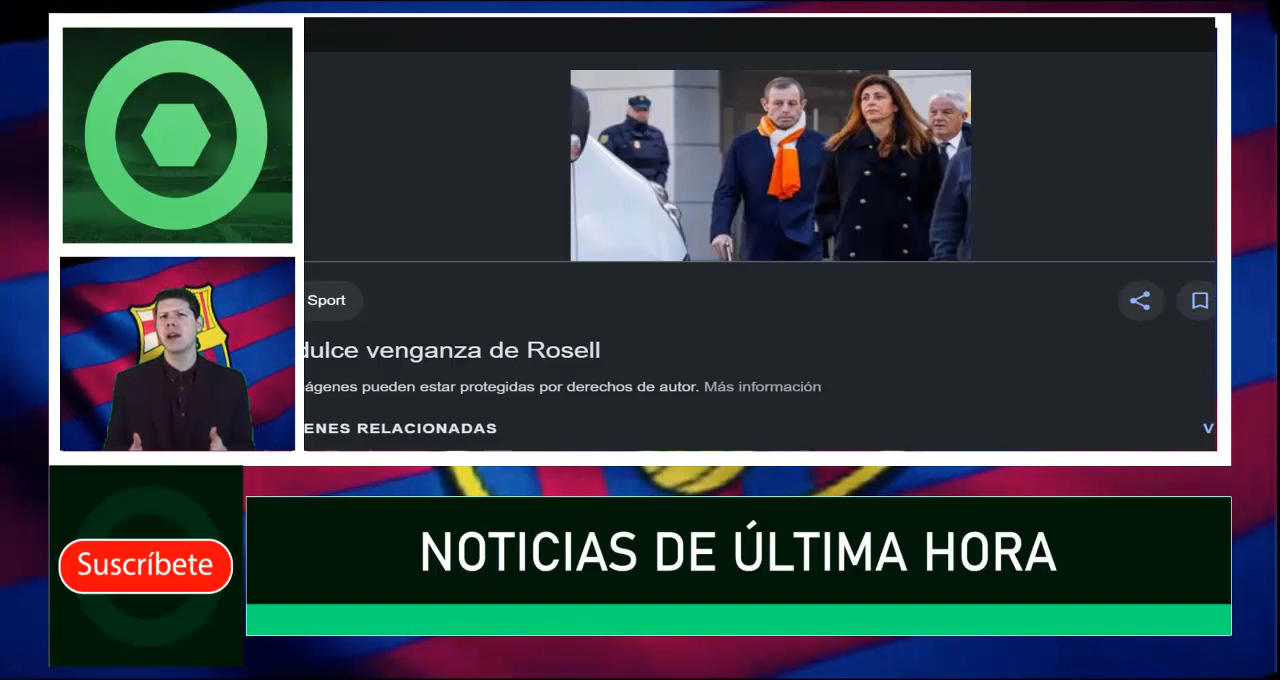 Sport
dulce venganza de Rosell
ágenes pueden estar protegidas por derechos de autor. Más información
ENES RELACIONADAS
V
Suscríbete
NOTICIAS DE ÚLTIMA HORA